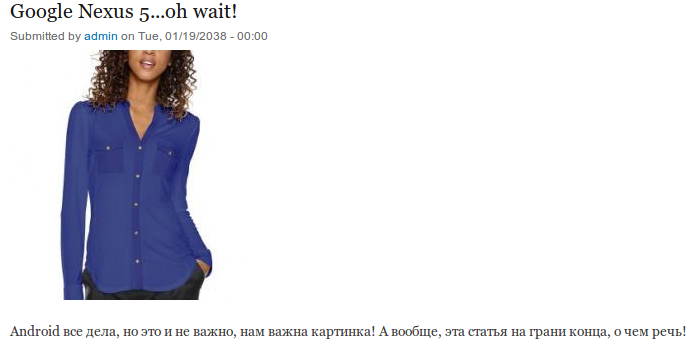 Google Nexus 5...oh wait!
Submitted by admin on Tue, 01/19/2038 - 00:00
Android все дела, но это и не важно, нам важна картинка! А вообще, эта статья на грани конца, о чем речь!